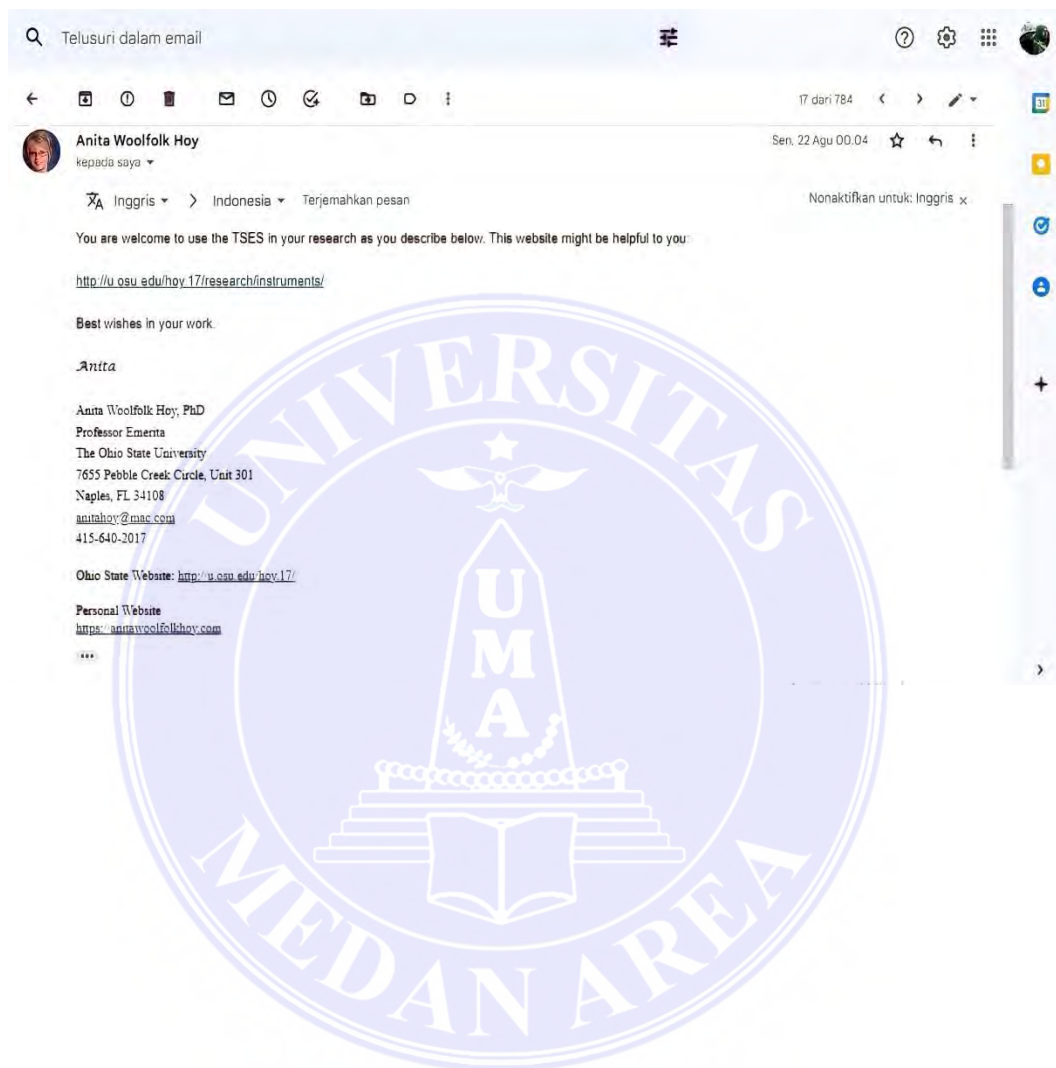 Telusuri dalam email
17 dari 784
31
Anita Woolfolk Hoy
Sen, 22 Agu 00.04
kepada saya
Inggris > Indonesia Terjemahkan pesan
Nonaktifkan untuk: Inggris x
You are welcome to use the TSES in your research as you describe below. This website might be helpful to you:
http://u.osu.edu/hoy.17/research/instruments/
Best wishes in your work.
Anita
Anita Woolfolk Hoy, PhD
Professor Emerita
The Ohio State University
7655 Pebble Creek Circle, Unit 301
Naples, FL 34108
anitahoy@mac.com
415-640-2017
Ohio State Website: http://u.osu.edu/hoy.17/
Personal Website
https://anitawoolfolkhoy.com
UNIVERSITAS
UMA
MEDAN AREA